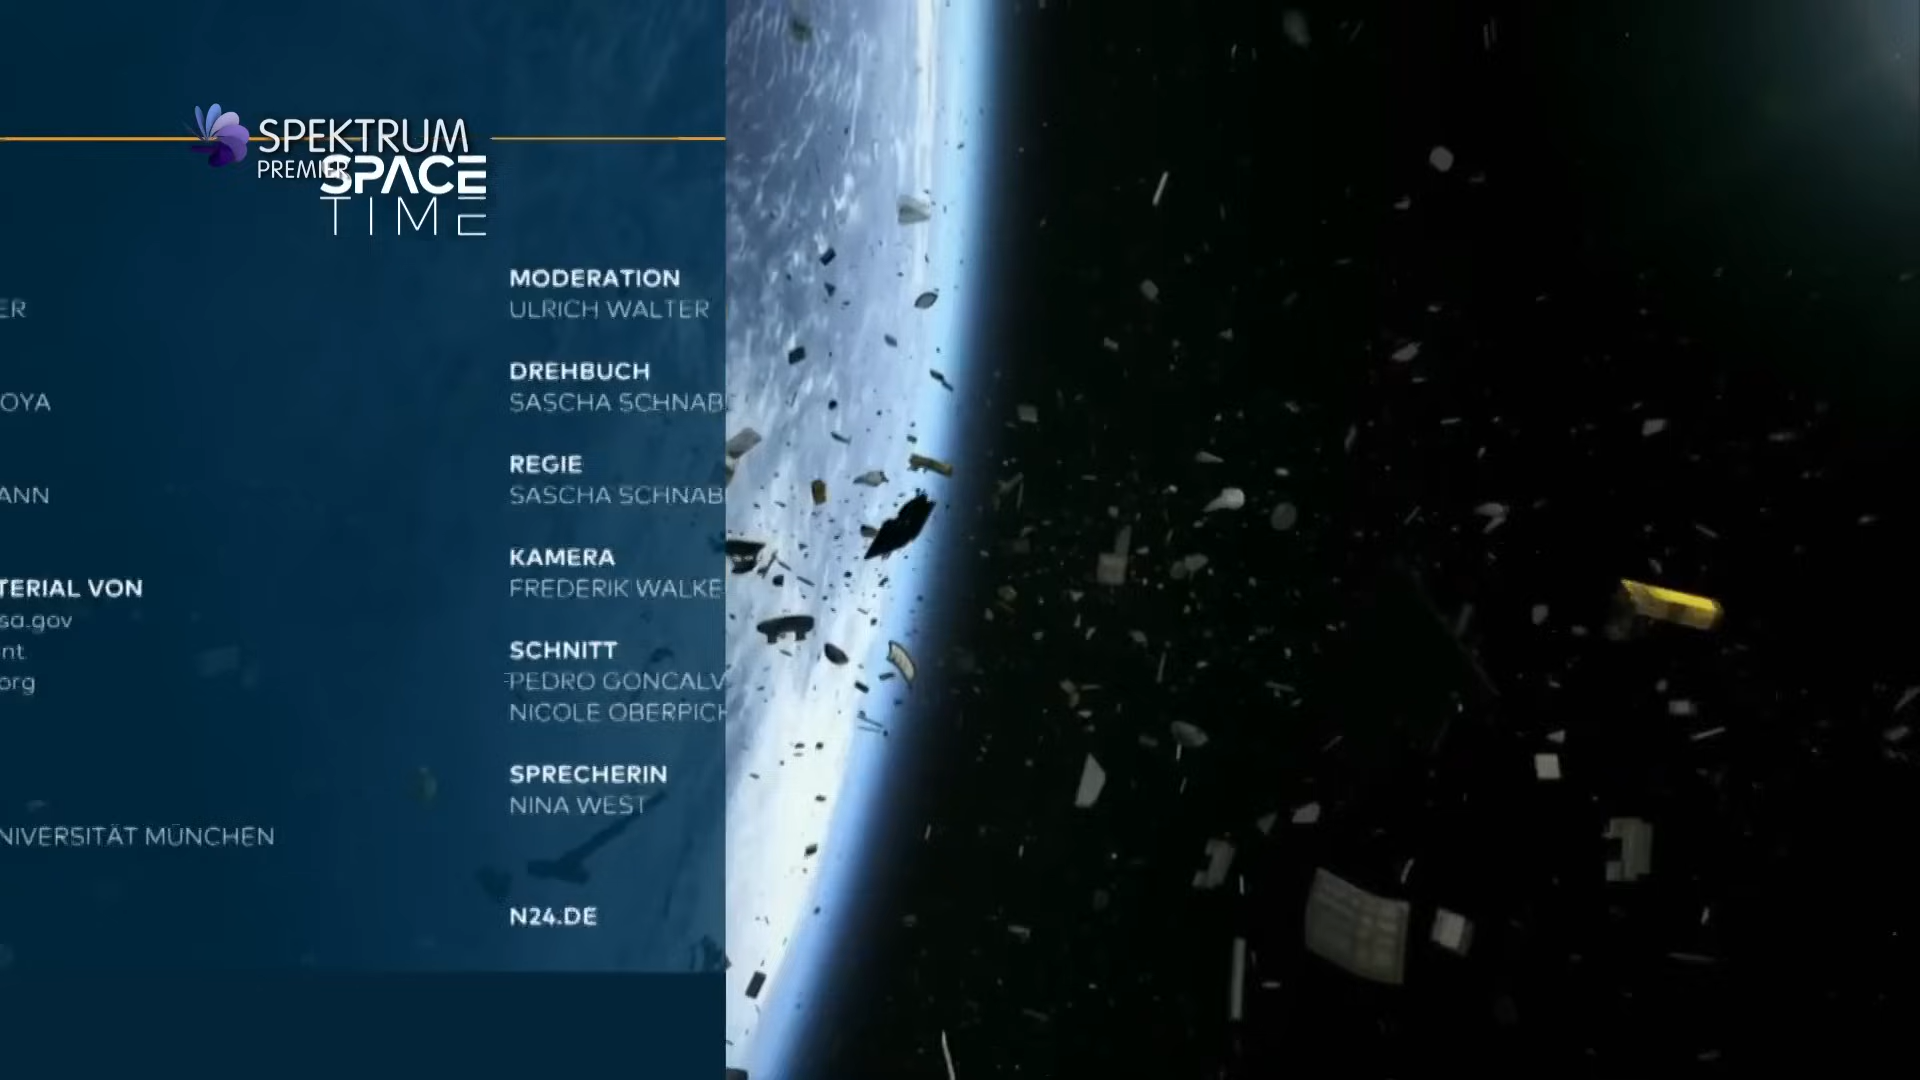 SPEKTRUM
PREMIER
SPACE
TIME
ER
OYA
ANN
TERIAL VON
sa.gov
nt
org
NIVERSITÄT MÜNCHEN
MODERATION
ULRICH WALTER
DREHBUCH
SASCHA SCHNAB
REGIE
SASCHA SCHNAB
KAMERA
FREDERIK WALKE
SCHNITT
PEDRO GONCALV
NICOLE OBERPICH
SPRECHERIN
NINA WEST
N24.DE